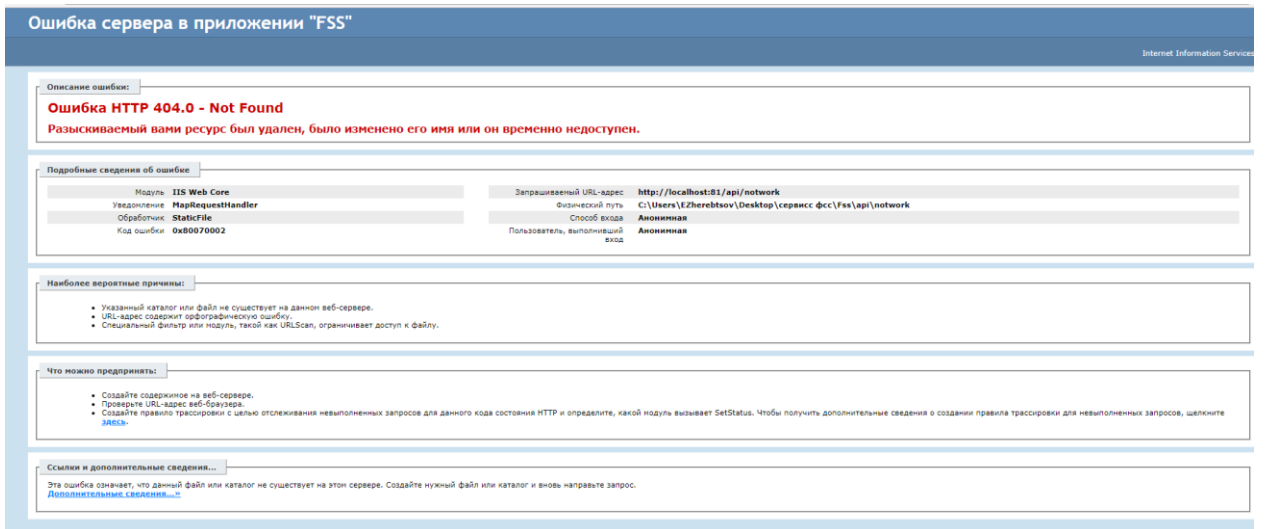 Ошибка сервера в приложении "FSS"
Internet Information Services
Описание ошибки:
Ошибка HTTP 404.0 - Not Found
Разыскиваемый вами ресурс был удален, было изменено его имя или он временно недоступен.
Подробные сведения об ошибке
Модуль IIS Web Core
Уведомление MapRequestHandler
Обработчик StaticFile
Код ошибки 0x80070002
Запрашиваемый URL-адрес http://localhost:81/api/notwork
Физический путь C:\Users\EZherebtsov\Desktop\сервисс фсс\Fss\api\notwork
Способ входа Анонимная
Пользователь, выполнивший Анонимная
вход
Наиболее вероятные причины:
• Указанный каталог или файл не существует на данном веб-сервере.
• URL-адрес содержит орфографическую ошибку.
• Специальный фильтр или модуль, такой как URLScan, ограничивает доступ к файлу.
Что можно предпринять:
• Создайте содержимое на веб-сервере.
• Проверьте URL-адрес веб-браузера.
• Создайте правило трассировки с целью отслеживания невыполненных запросов для данного кода состояния HTTP и определите, какой модуль вызывает SetStatus. Чтобы получить дополнительные сведения о создании правила трассировки для невыполненных запросов, щелкните
здесь.
Ссылки и дополнительные сведения...
Эта ошибка означает, что данный файл или каталог не существует на этом сервере. Создайте нужный файл или каталог и вновь направьте запрос.
Дополнительные сведения...»